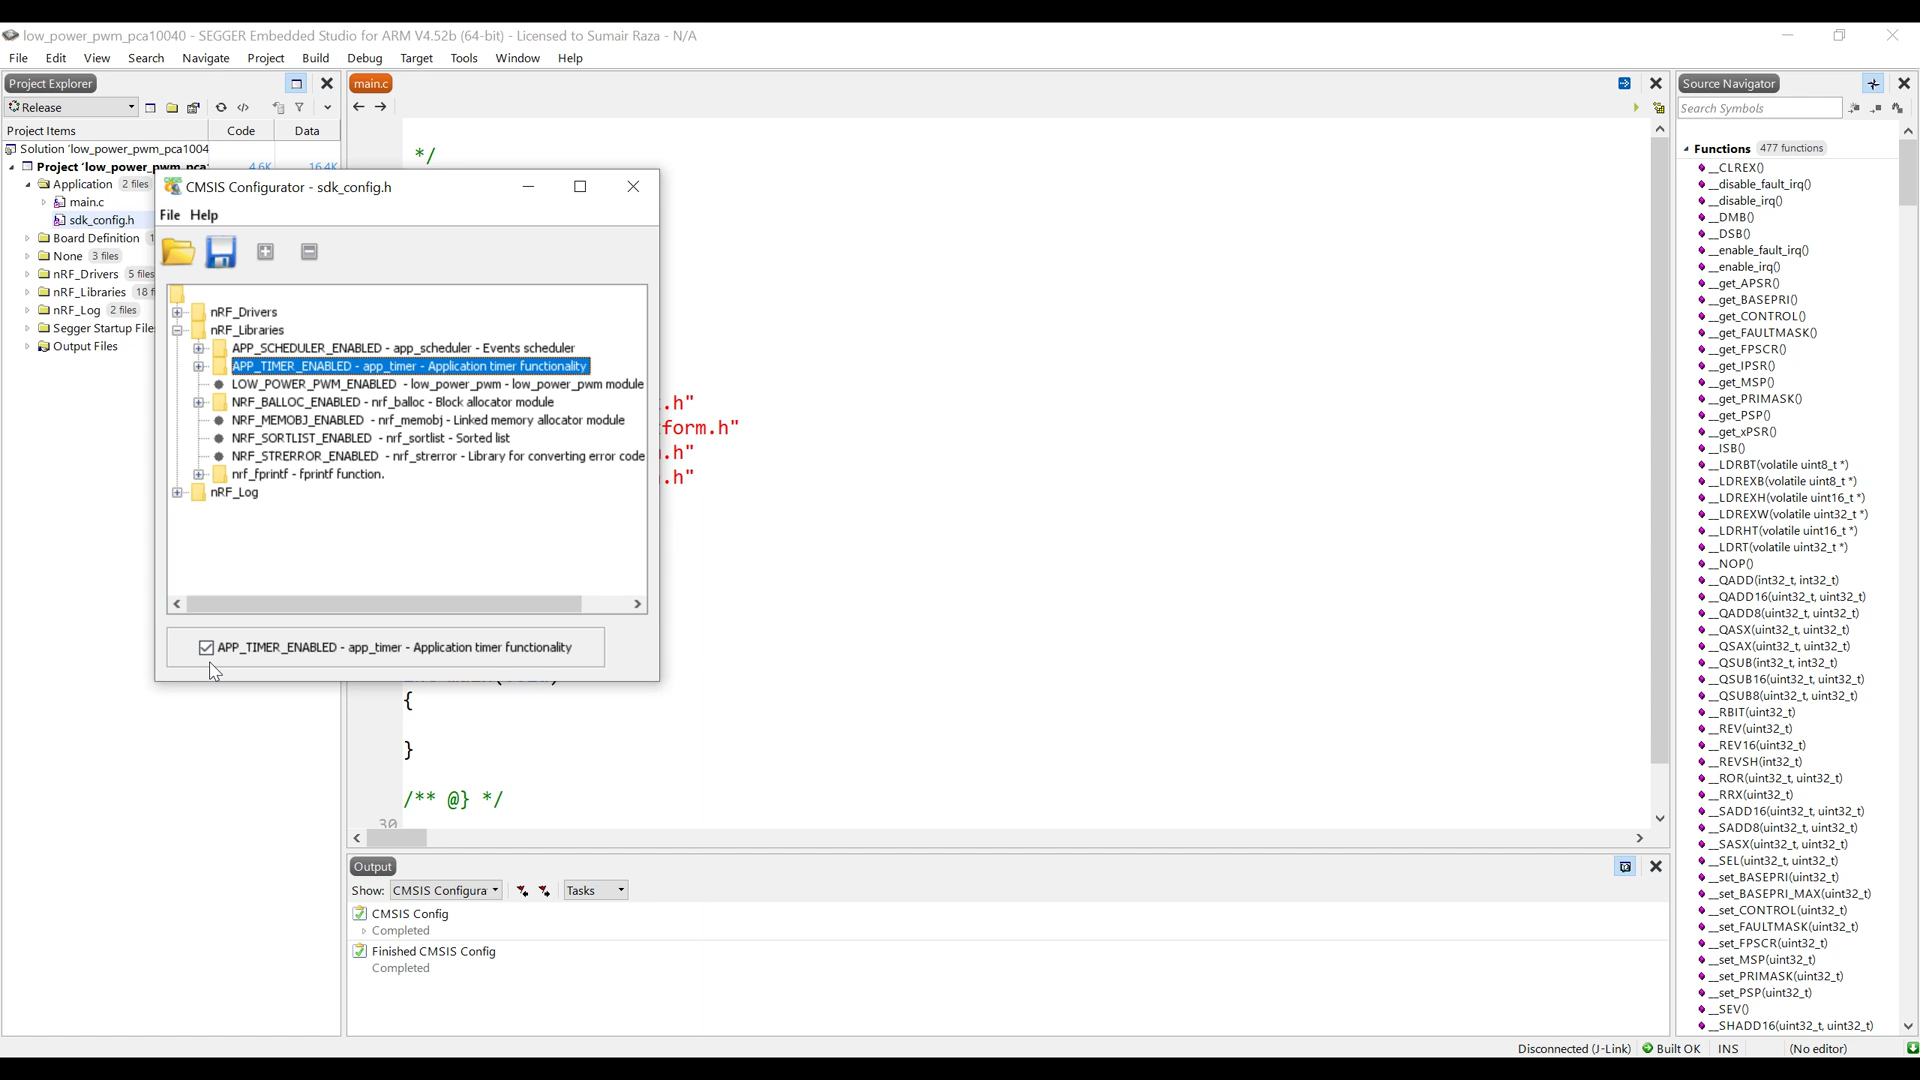 low_power_pwm_pca10040 - SEGGER Embedded Studio for ARM V4.52b (64-bit) - Licensed to Sumair Raza - N/A
File Edit View Search Navigate Project Build Debug Target Tools Window Help
Project Explorer
Release
Project Items Code Data
Solution 'low_power_pwm_pca1004
Project 'low_power_pwm_pca' 4.6K 16.4K
Application 2 files
main.c
sdk_config.h
Board Definition 1
None 3 files
nRF_Drivers 5 files
nRF_Libraries 18 f
nRF_Log 2 files
Segger Startup File
Output Files
CMSIS Configurator - sdk_config.h
File Help
nRF_Drivers
nRF_Libraries
APP_SCHEDULER_ENABLED - app_scheduler - Events scheduler
APP_TIMER_ENABLED - app_timer - Application timer functionality
LOW_POWER_PWM_ENABLED - low_power_pwm - low_power_pwm module
NRF_BALLOC_ENABLED - nrf_balloc - Block allocator module
NRF_MEMOBJ_ENABLED - nrf_memobj - Linked memory allocator module
NRF_SORTLIST_ENABLED - nrf_sortlist - Sorted list
NRF_STRERROR_ENABLED - nrf_strerror - Library for converting error code
nrf_fprintf - fprintf function.
nRF_Log
APP_TIMER_ENABLED - app_timer - Application timer functionality
main.c
*/
.h"
form.h"
.h"
.h"
{
}
/** @} */
30
Output
Show: CMSIS Configura Tasks
CMSIS Config
Completed
Finished CMSIS Config
Completed
Source Navigator
Search Symbols
Functions 477 functions
__CLREX()
__disable_fault_irq()
__disable_irq()
__DMB()
__DSB()
__enable_fault_irq()
__enable_irq()
__get_APSR()
__get_BASEPRI()
__get_CONTROL()
__get_FAULTMASK()
__get_FPSCR()
__get_IPSR()
__get_MSP()
__get_PRIMASK()
__get_PSP()
__get_xPSR()
__ISB()
__LDRBT(volatile uint8_t *)
__LDREXB(volatile uint8_t *)
__LDREXH(volatile uint16_t *)
__LDREXW(volatile uint32_t *)
__LDRHT(volatile uint16_t *)
__LDRT(volatile uint32_t *)
__NOP()
__QADD(int32_t, int32_t)
__QADD16(uint32_t, uint32_t)
__QADD8(uint32_t, uint32_t)
__QASX(uint32_t, uint32_t)
__QSAX(uint32_t, uint32_t)
__QSUB(int32_t, int32_t)
__QSUB16(uint32_t, uint32_t)
__QSUB8(uint32_t, uint32_t)
__RBIT(uint32_t)
__REV(uint32_t)
__REV16(uint32_t)
__REVSH(int32_t)
__ROR(uint32_t, uint32_t)
__RRX(uint32_t)
__SADD16(uint32_t, uint32_t)
__SADD8(uint32_t, uint32_t)
__SASX(uint32_t, uint32_t)
__SEL(uint32_t, uint32_t)
__set_BASEPRI(uint32_t)
__set_BASEPRI_MAX(uint32_t)
__set_CONTROL(uint32_t)
__set_FAULTMASK(uint32_t)
__set_FPSCR(uint32_t)
__set_MSP(uint32_t)
__set_PRIMASK(uint32_t)
__set_PSP(uint32_t)
__SEV()
__SHADD16(uint32_t, uint32_t)
Disconnected (J-Link) Built OK INS (No editor)